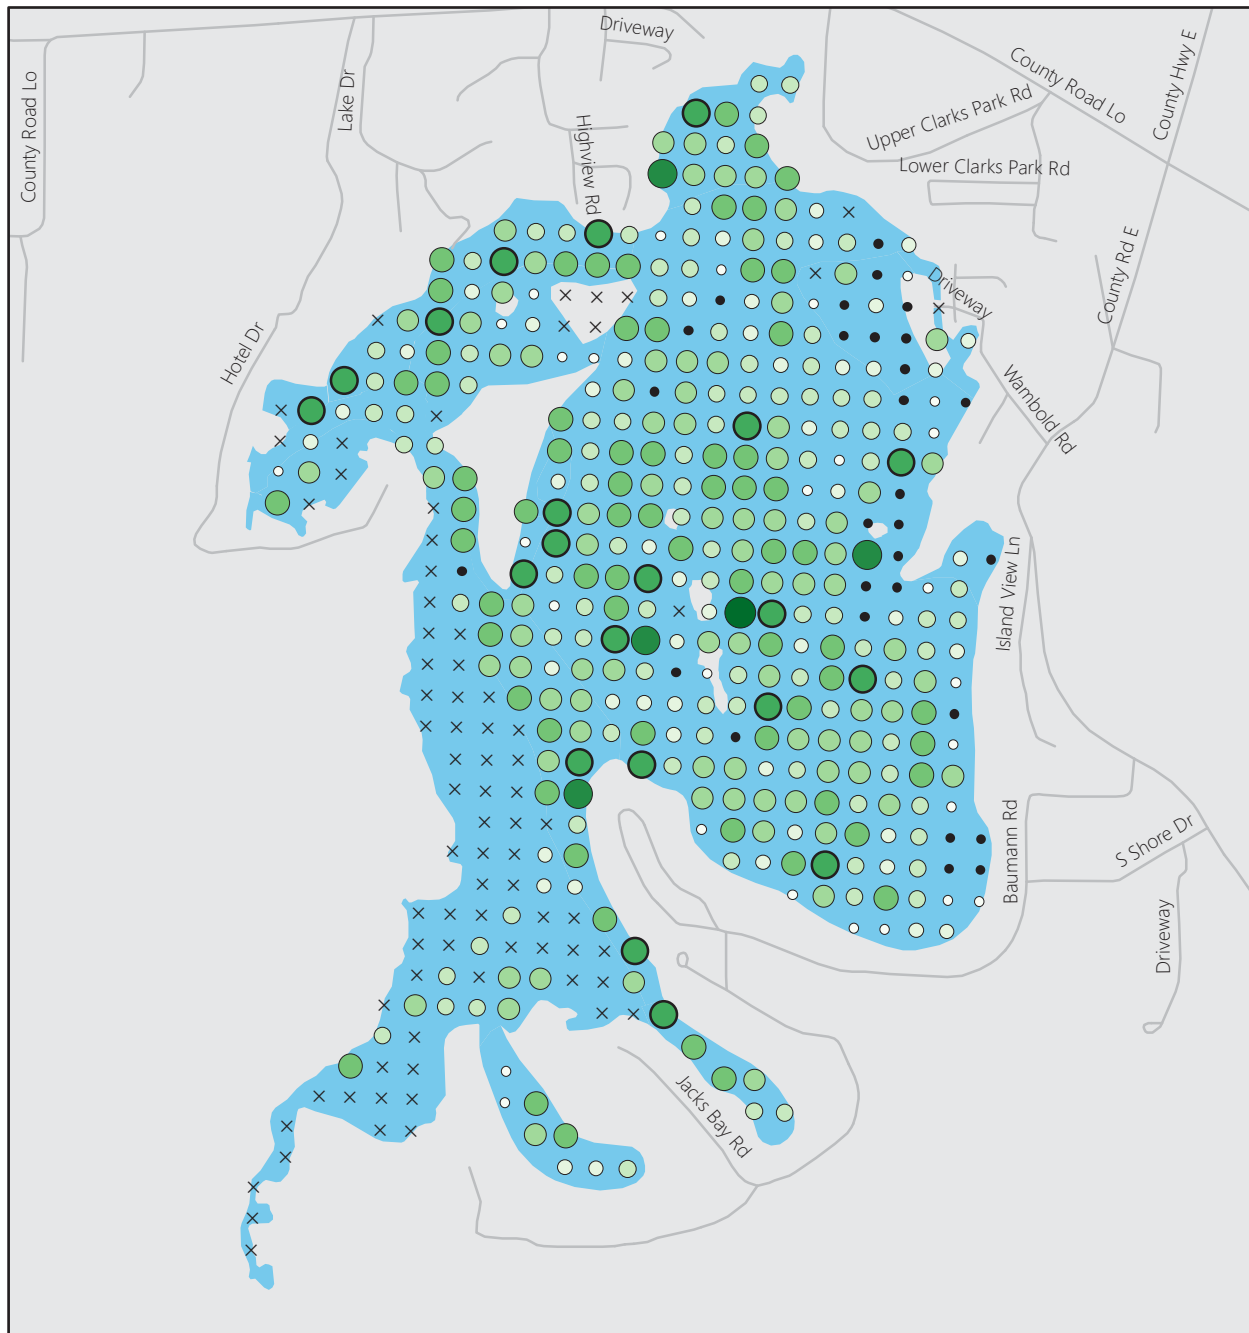 Driveway
County Road Lo
County Hwy E
County Road Lo
Lake Dr
Highview Rd
Upper Clarks Park Rd
Lower Clarks Park Rd
County Rd E
Driveway
Hotel Dr
Wambold Rd
Island View Ln
Baumann Rd
S Shore Dr
Driveway
Jacks Bay Rd